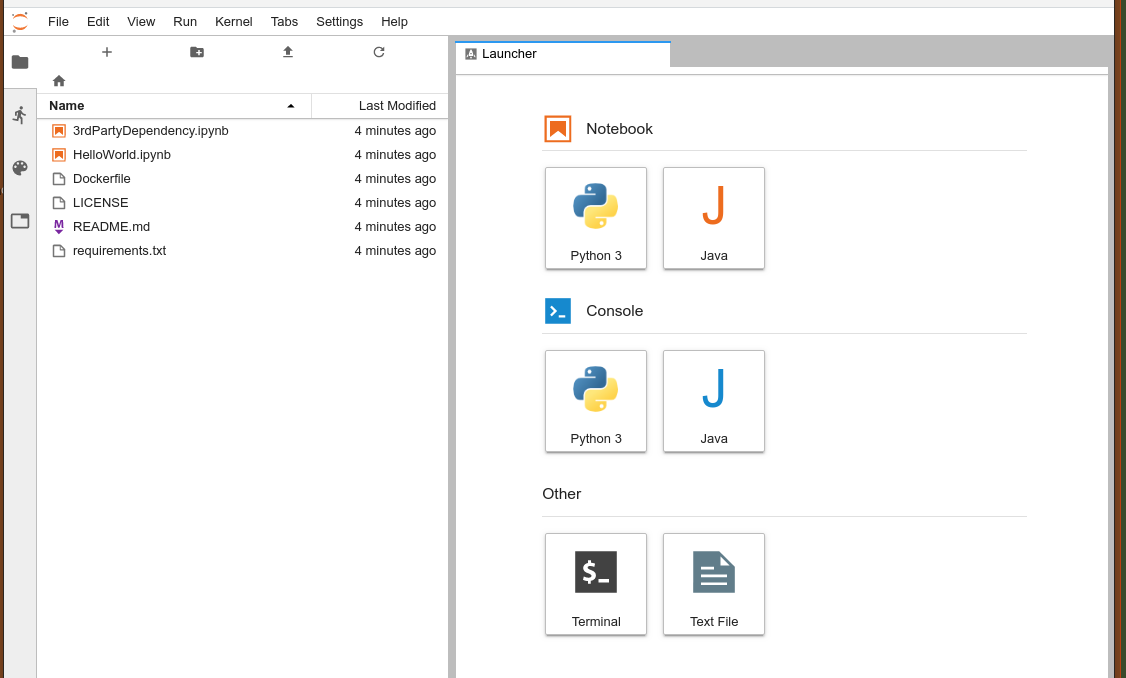 File Edit View Run Kernel Tabs Settings Help
Launcher
Name Last Modified
3rdPartyDependency.ipynb 4 minutes ago
HelloWorld.ipynb 4 minutes ago
Dockerfile 4 minutes ago
LICENSE 4 minutes ago
README.md 4 minutes ago
requirements.txt 4 minutes ago
Notebook
Python 3 Java
Console
Python 3 Java
Other
$_
Terminal Text File